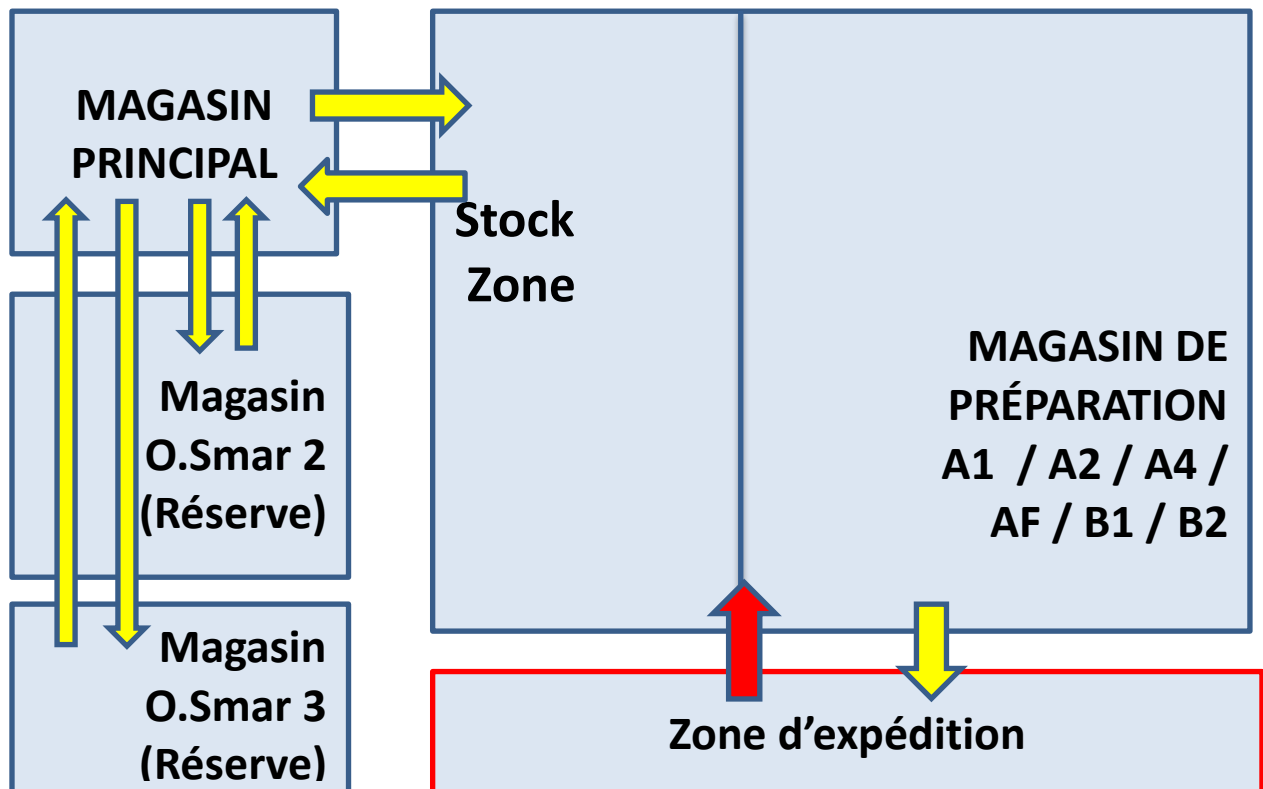 MAGASIN
PRINCIPAL
Stock
Zone
Magasin
O.Smar 2
(Réserve)
MAGASIN DE
PRÉPARATION
A1 / A2 / A4 /
AF / B1 / B2
Magasin
O.Smar 3
(Réserve)
Zone d’expédition